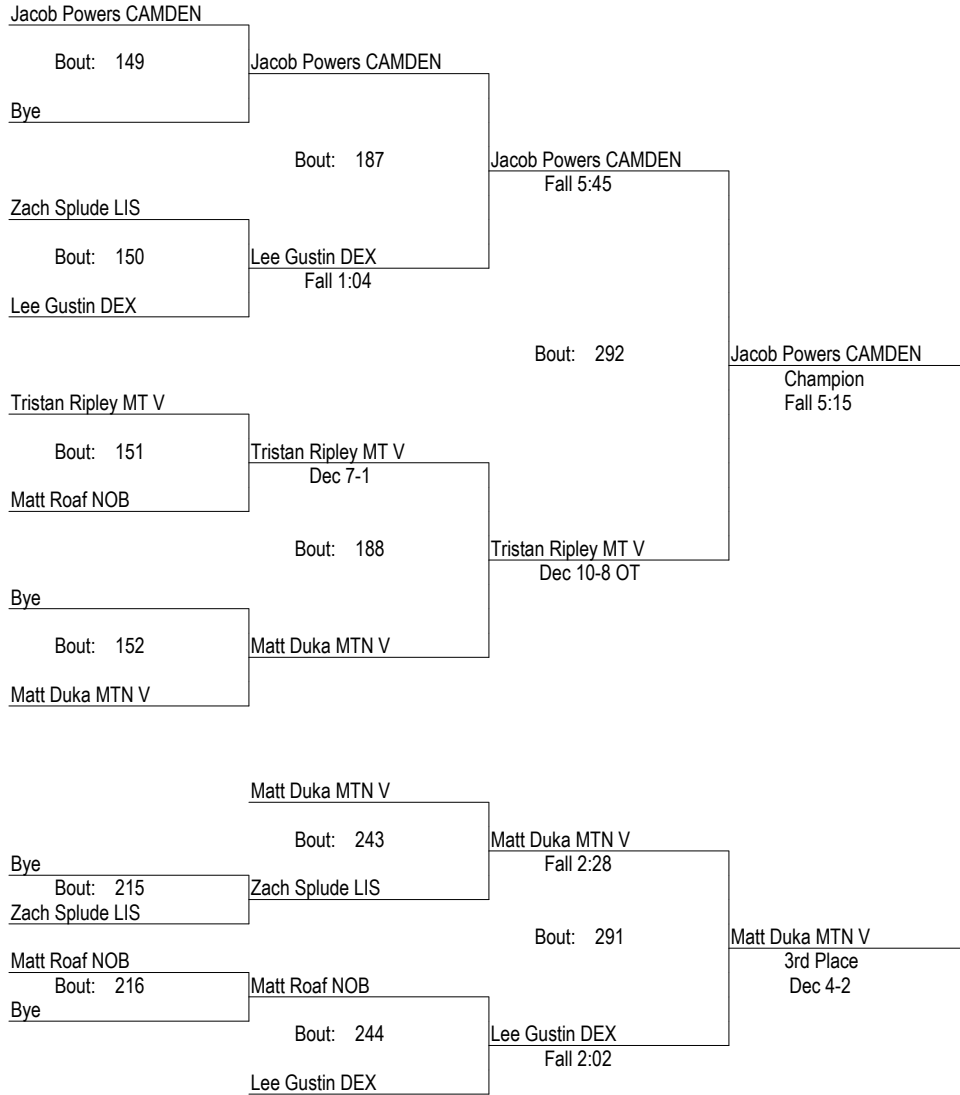 Jacob Powers CAMDEN
Bout: 149
Jacob Powers CAMDEN
Bye
Bout: 187
Jacob Powers CAMDEN
Fall 5:45
Zach Splude LIS
Bout: 150
Lee Gustin DEX
Fall 1:04
Lee Gustin DEX
Bout: 292
Jacob Powers CAMDEN
Champion
Fall 5:15
Tristan Ripley MT V
Bout: 151
Tristan Ripley MT V
Dec 7-1
Matt Roaf NOB
Bout: 188
Tristan Ripley MT V
Dec 10-8 OT
Bye
Bout: 152
Matt Duka MTN V
Matt Duka MTN V
Matt Duka MTN V
Bout: 243
Matt Duka MTN V
Fall 2:28
Bye
Bout: 215
Zach Splude LIS
Zach Splude LIS
Bout: 291
Matt Duka MTN V
3rd Place
Dec 4-2
Matt Roaf NOB
Bout: 216
Matt Roaf NOB
Bye
Bout: 244
Lee Gustin DEX
Fall 2:02
Lee Gustin DEX